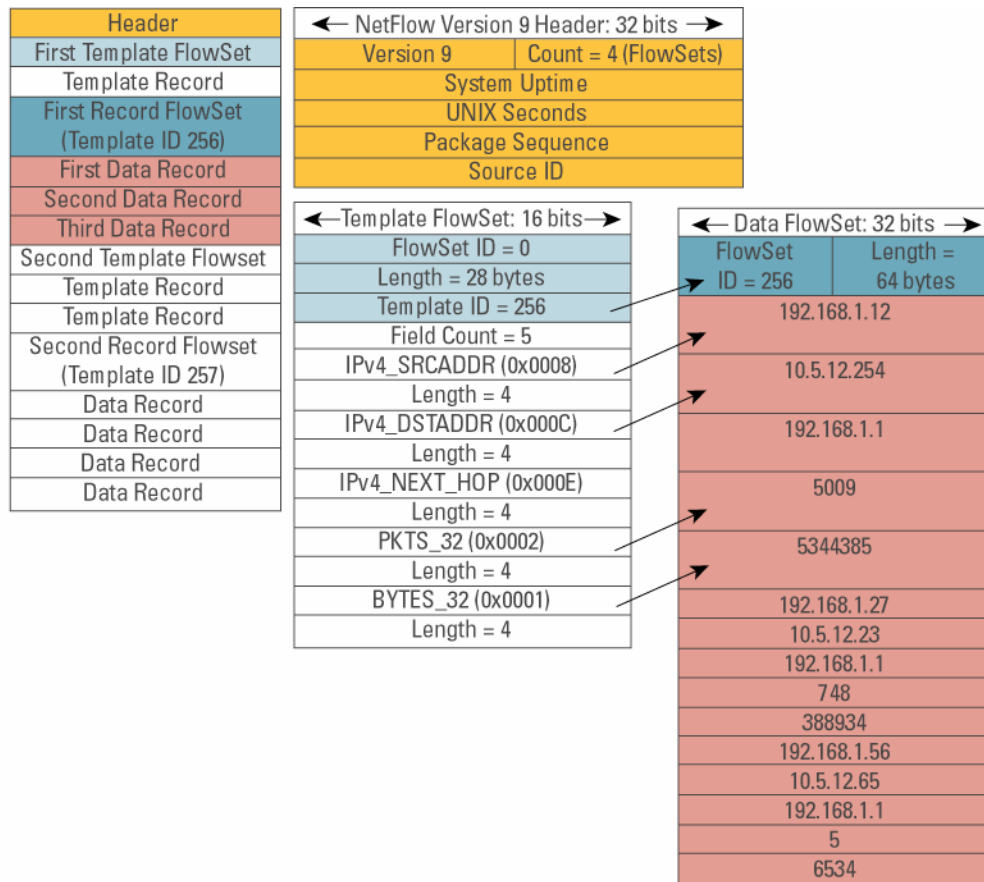 Header
First Template FlowSet
Template Record
First Record FlowSet
(Template ID 256)
First Data Record
Second Data Record
Third Data Record
Second Template Flowset
Template Record
Template Record
Second Record Flowset
(Template ID 257)
Data Record
Data Record
Data Record
Data Record
NetFlow Version 9 Header: 32 bits
Version 9
Count = 4 (FlowSets)
System Uptime
UNIX Seconds
Package Sequence
Source ID
Template FlowSet: 16 bits
FlowSet ID = 0
Length = 28 bytes
Template ID = 256
Field Count = 5
IPv4_SRCADDR (0x0008)
Length = 4
IPv4_DSTADDR (0x000C)
Length = 4
IPv4_NEXT_HOP (0x000E)
Length = 4
PKTS_32 (0x0002)
Length = 4
BYTES_32 (0x0001)
Length = 4
Data FlowSet: 32 bits
FlowSet
ID = 256
Length =
64 bytes
192.168.1.12
10.5.12.254
192.168.1.1
5009
5344385
192.168.1.27
10.5.12.23
192.168.1.1
748
388934
192.168.1.56
10.5.12.65
192.168.1.1
5
6534